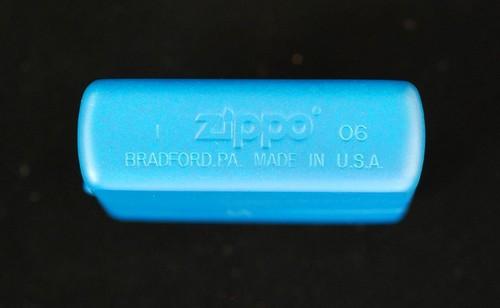 I zippo 06
BRADFORD.PA. MADE IN U.S.A.